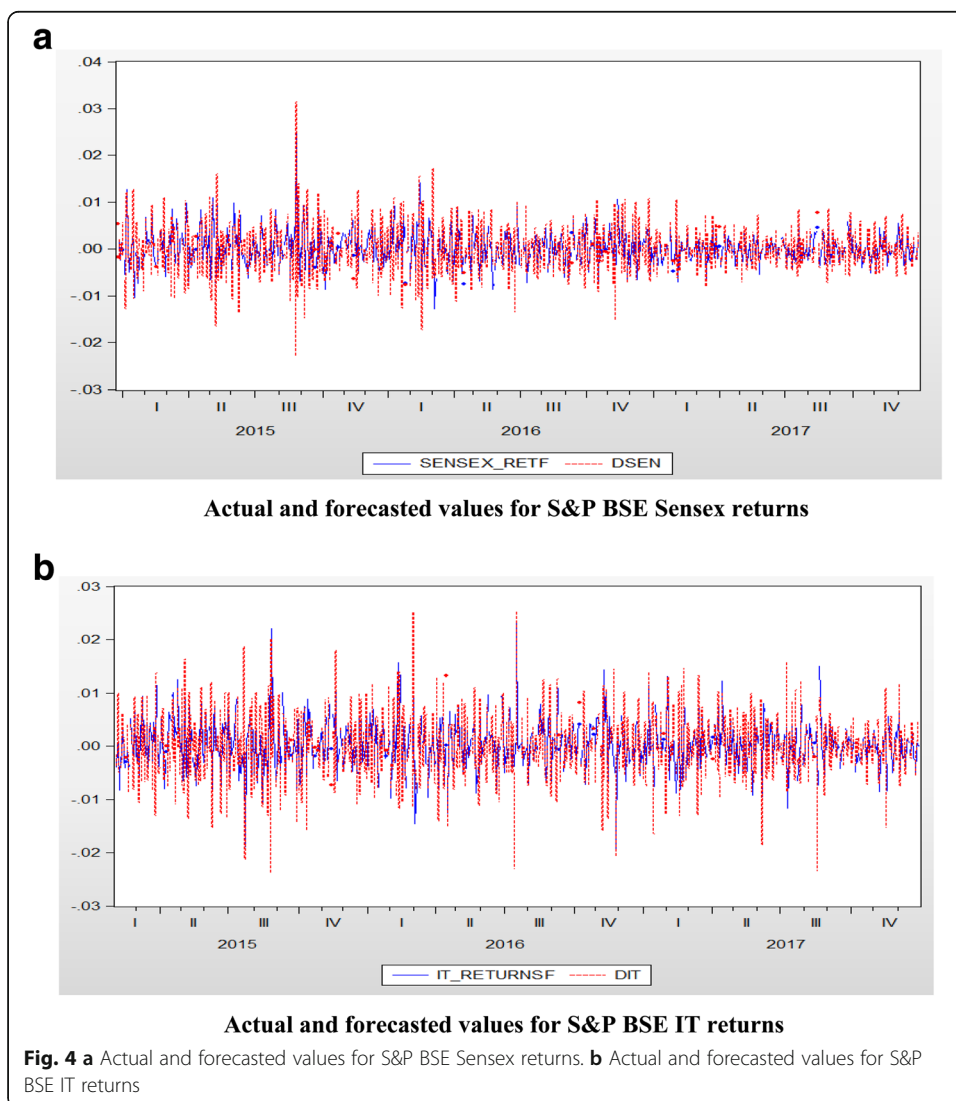 a
.04
.03
.02
.01
.00
-.01
-.02
-.03
I II III IV I II III IV I II III IV
2015 2016 2017
SENSEX_RETF DSEN
Actual and forecasted values for S&P BSE Sensex returns
b
.03
.02
.01
.00
-.01
-.02
-.03
I II III IV I II III IV I II III IV
2015 2016 2017
IT_RETURNSF DIT
Actual and forecasted values for S&P BSE IT returns
Fig. 4 a Actual and forecasted values for S&P BSE Sensex returns. b Actual and forecasted values for S&P
BSE IT returns